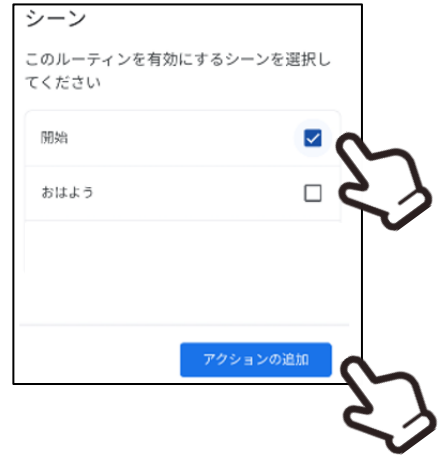 シーン
このルーティンを有効にするシーンを選択し
てください
開始
おはよう
アクションの追加